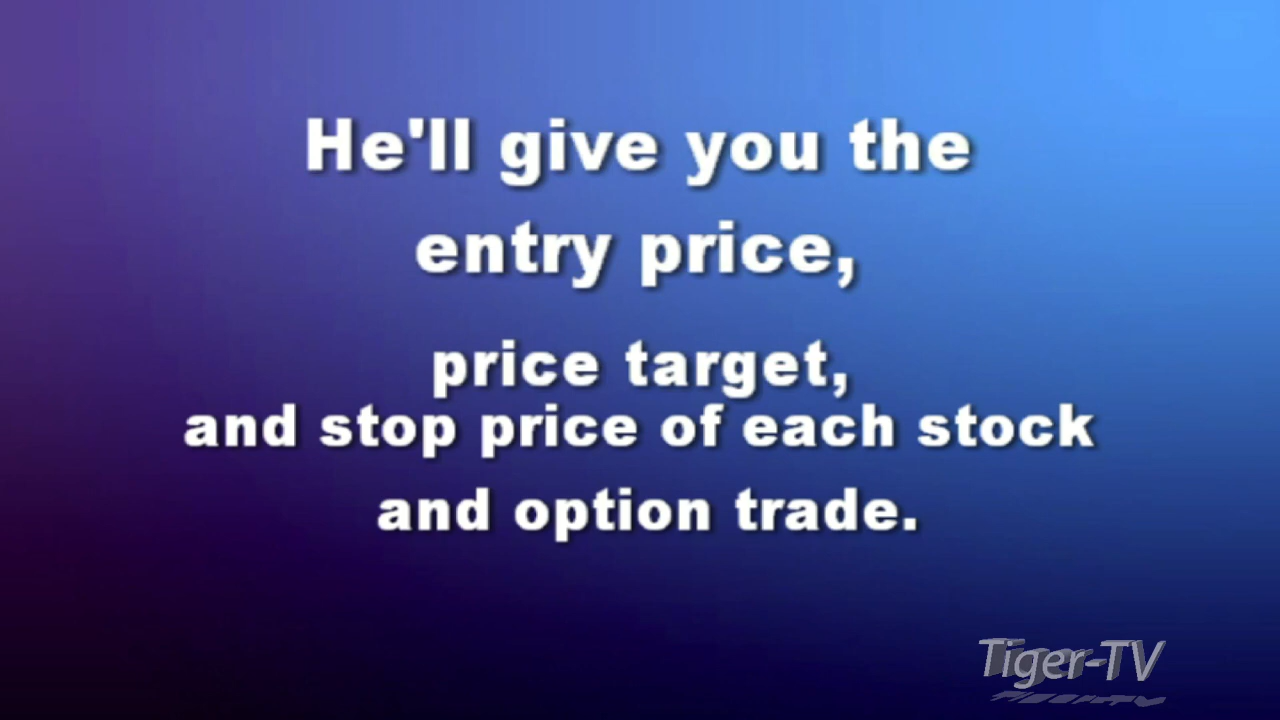 He'll give you the
entry price,
price target,
and stop price of each stock
and option trade.
Tiger-TV